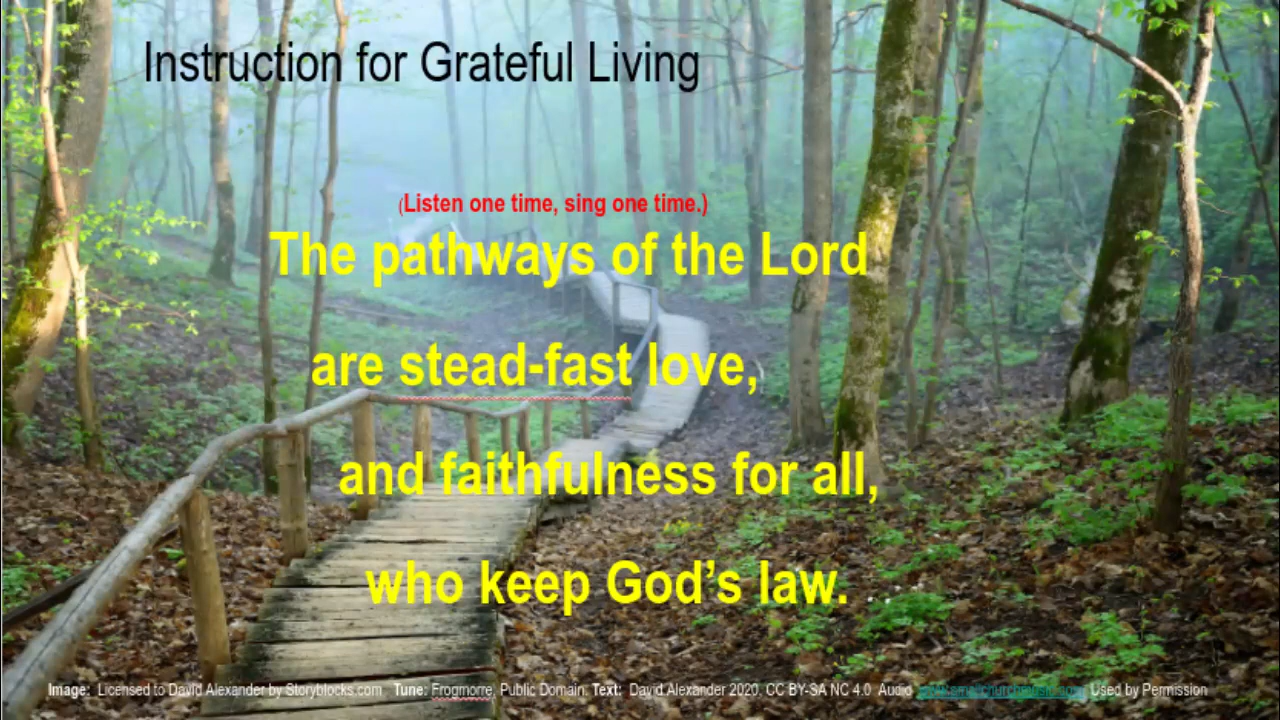 Instruction for Grateful Living
(Listen one time, sing one time.)
The pathways of the Lord
are stead-fast love,
and faithfulness for all,
who keep God’s law.
Image: Licensed to David Alexander by Storyblocks.com Tune: Frogmorre, Public Domain. Text: David Alexander 2020, CC BY-SA NC 4.0 Audio Used by Permission